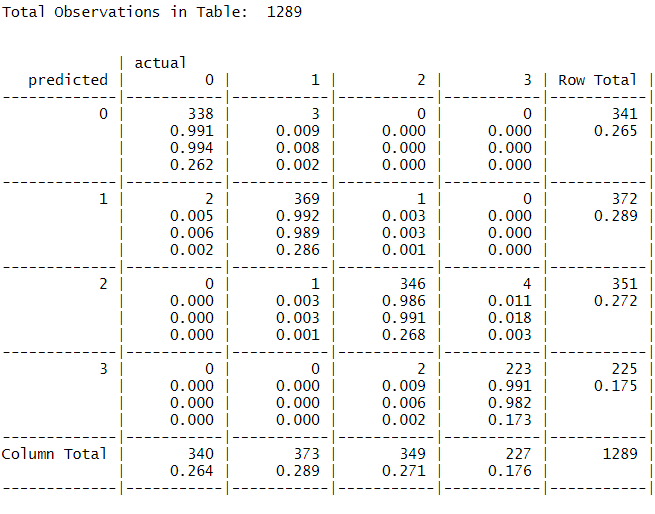 Total Observations in Table:  1289
             | actual
   predicted |         0 |         1 |         2 |         3 | Row Total |
-------------|-----------|-----------|-----------|-----------|-----------|
           0 |       338 |         3 |         0 |         0 |       341 |
             |     0.991 |     0.009 |     0.000 |     0.000 |     0.265 |
             |     0.994 |     0.008 |     0.000 |     0.000 |           |
             |     0.262 |     0.002 |     0.000 |     0.000 |           |
-------------|-----------|-----------|-----------|-----------|-----------|
           1 |         2 |       369 |         1 |         0 |       372 |
             |     0.005 |     0.992 |     0.003 |     0.000 |     0.289 |
             |     0.006 |     0.989 |     0.003 |     0.000 |           |
             |     0.002 |     0.286 |     0.001 |     0.000 |           |
-------------|-----------|-----------|-----------|-----------|-----------|
           2 |         0 |         1 |       346 |         4 |       351 |
             |     0.000 |     0.003 |     0.986 |     0.011 |     0.272 |
             |     0.000 |     0.003 |     0.991 |     0.018 |           |
             |     0.000 |     0.001 |     0.268 |     0.003 |           |
-------------|-----------|-----------|-----------|-----------|-----------|
           3 |         0 |         0 |         2 |       223 |       225 |
             |     0.000 |     0.000 |     0.009 |     0.991 |     0.175 |
             |     0.000 |     0.000 |     0.006 |     0.982 |           |
             |     0.000 |     0.000 |     0.002 |     0.173 |           |
-------------|-----------|-----------|-----------|-----------|-----------|
Column Total |       340 |       373 |       349 |       227 |      1289 |
             |     0.264 |     0.289 |     0.271 |     0.176 |           |
-------------|-----------|-----------|-----------|-----------|-----------|